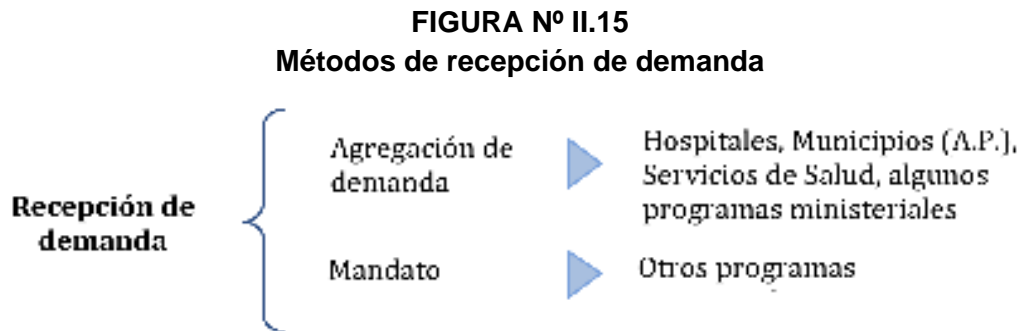 FIGURA Nº II.15
Métodos de recepción de demanda
Recepción de
demanda
Agregación de
demanda
Hospitales, Municipios (A.P.),
Servicios de Salud, algunos
programas ministeriales
Mandato
Otros programas